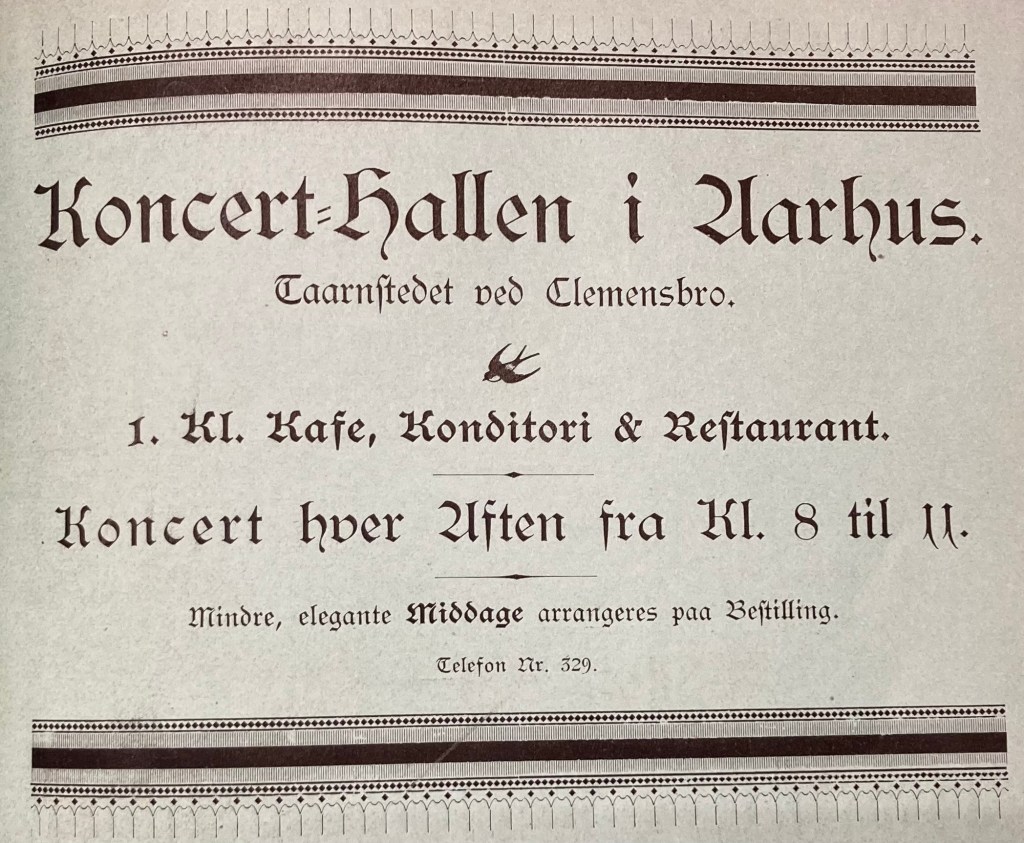 Koncert-Hallen i Aarhus.
Taarnstedet ved Clemensbro.
1. Kl. Kafe, Konditori & Restaurant.
Koncert hver Aften fra Kl. 8 til 11.
Mindre, elegante Middage arrangeres paa Bestilling.
Telefon Nr. 329.